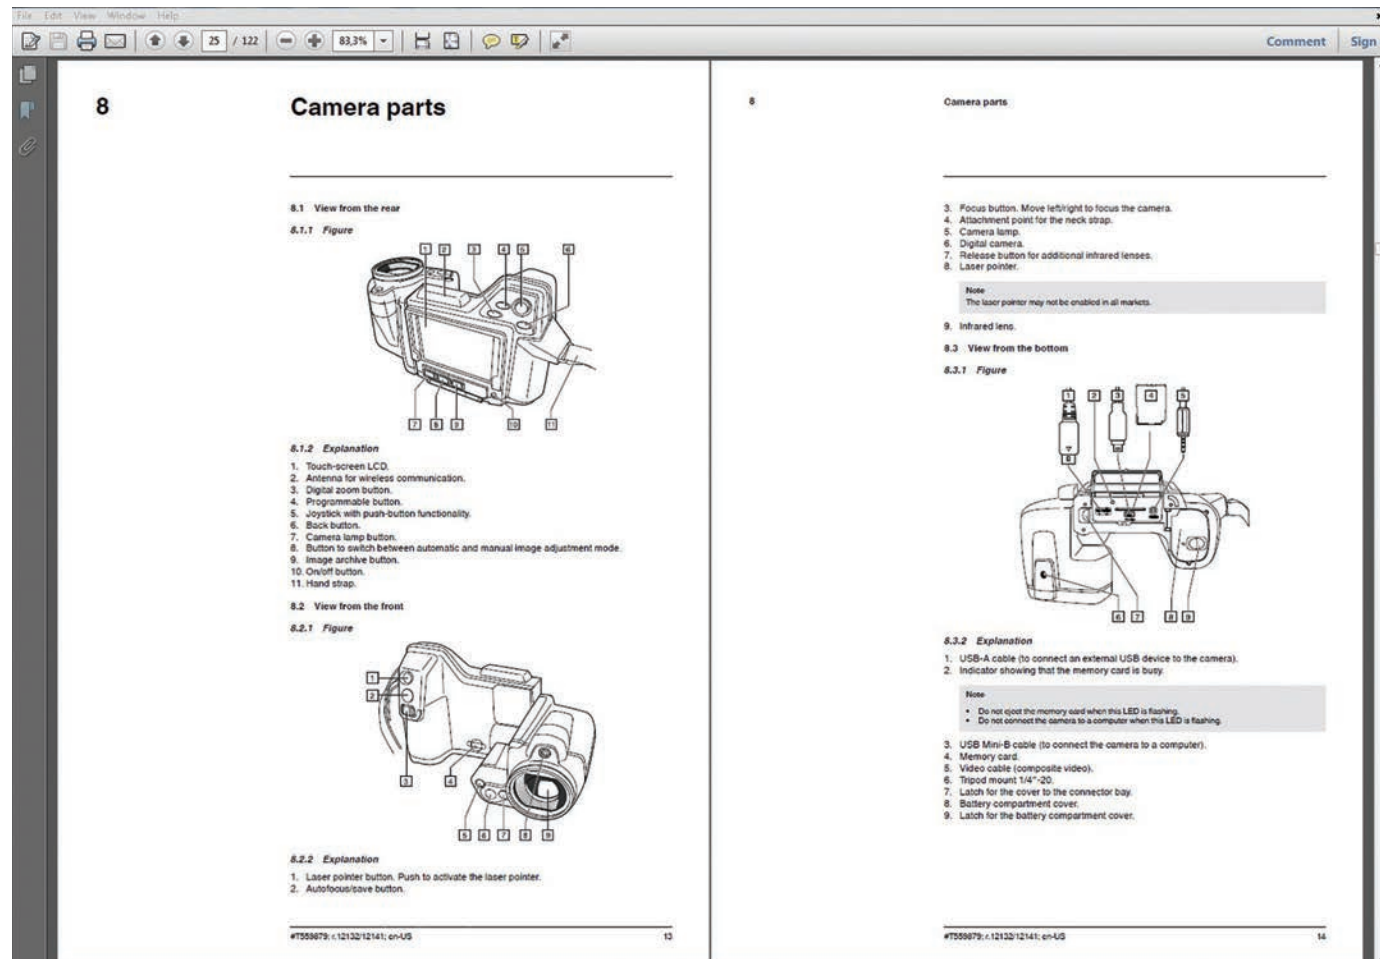 File Edit View Window Help
25 / 122 83,3% Comment Sign
8 Camera parts
8.1 View from the rear
8.1.1 Figure
1 2 3 4 5 6
7 8 9 10 11
8.1.2 Explanation
1. Touch-screen LCD.
2. Antenna for wireless communication.
3. Digital zoom button.
4. Programmable button.
5. Joystick with push-button functionality.
6. Back button.
7. Camera lamp button.
8. Button to switch between automatic and manual image adjustment mode.
9. Image archive button.
10. On/off button.
11. Hand strap.
8.2 View from the front
8.2.1 Figure
1
2
3 4
5 6 7 8 9
8.2.2 Explanation
1. Laser pointer button. Push to activate the laser pointer.
2. Autofocus/save button.
#T559879; r.12132/12141; en-US 13
8 Camera parts
3. Focus button. Move left/right to focus the camera.
4. Attachment point for the neck strap.
5. Camera lamp.
6. Digital camera.
7. Release button for additional infrared lenses.
8. Laser pointer.
Note
The laser pointer may not be enabled in all markets.
9. Infrared lens.
8.3 View from the bottom
8.3.1 Figure
1 2 3 4 5
6 7 8 9
8.3.2 Explanation
1. USB-A cable (to connect an external USB device to the camera).
2. Indicator showing that the memory card is busy.
Note
• Do not eject the memory card when this LED is flashing.
• Do not connect the camera to a computer when this LED is flashing.
3. USB Mini-B cable (to connect the camera to a computer).
4. Memory card.
5. Video cable (composite video).
6. Tripod mount 1/4"-20.
7. Latch for the cover to the connector bay.
8. Battery compartment cover.
9. Latch for the battery compartment cover.
#T559879; r.12132/12141; en-US 14